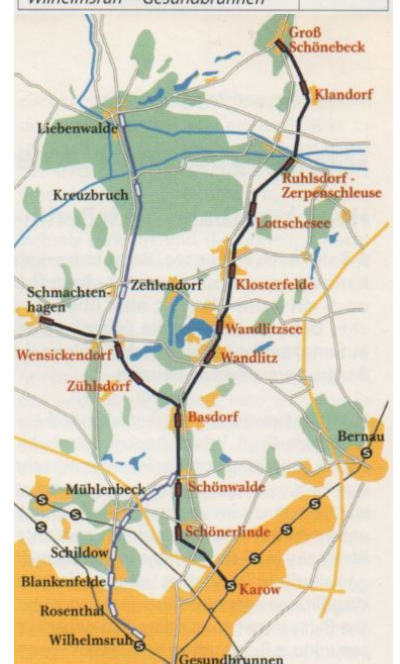 Wilhelmsruh – Gesundbrunnen
Groß
Schönebeck
Klandorf
Liebenwalde
Ruhlsdorf -
Zerpenschleuse
Kreuzbruch
Lottschesee
Zehlendorf
Klosterfelde
Schmachten-
hagen
Wandlitzsee
Wensickendorf
Wandlitz
Zühlsdorf
Basdorf
Bernau
S
Mühlenbeck
Schönwalde
S
S
S
S
Schönerlinde
S
Schildow
S
Blankenfelde
Karow
Rosenthal
Wilhelmsruh
S
Gesundbrunnen